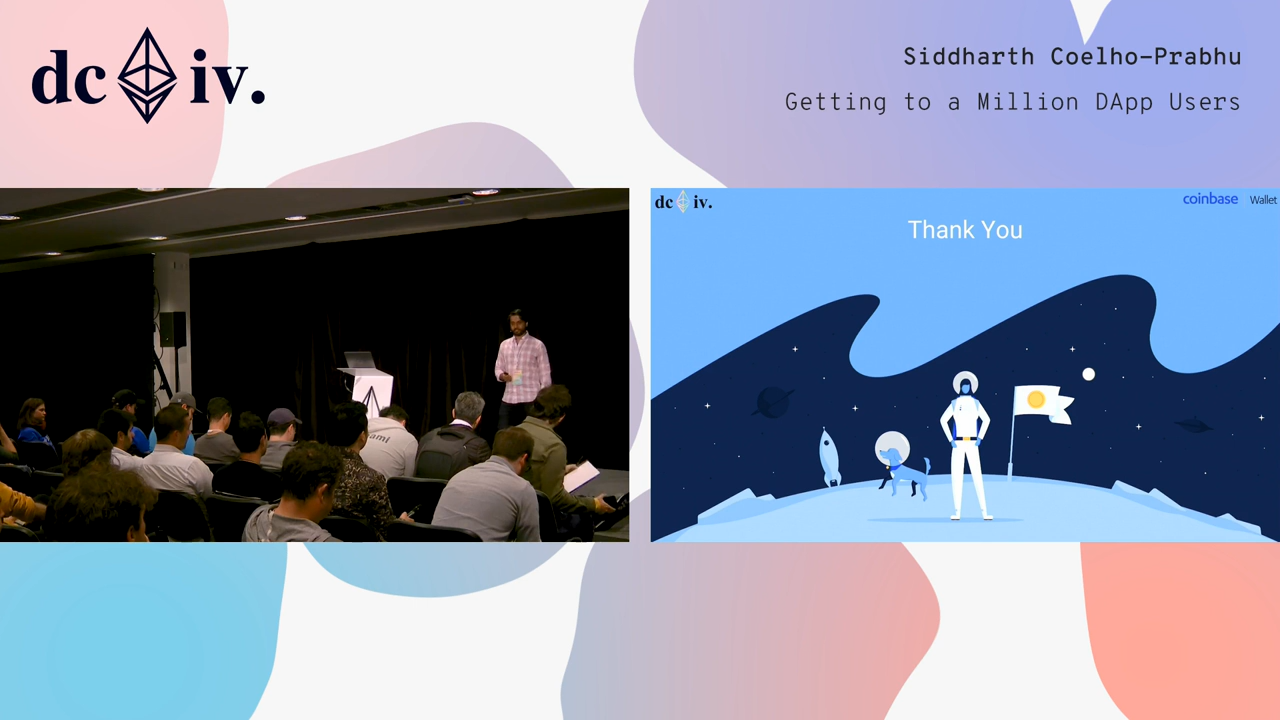 dc iv.
Siddharth Coelho-Prabhu
Getting to a Million DApp Users
dc iv.
coinbase Wallet
Thank You